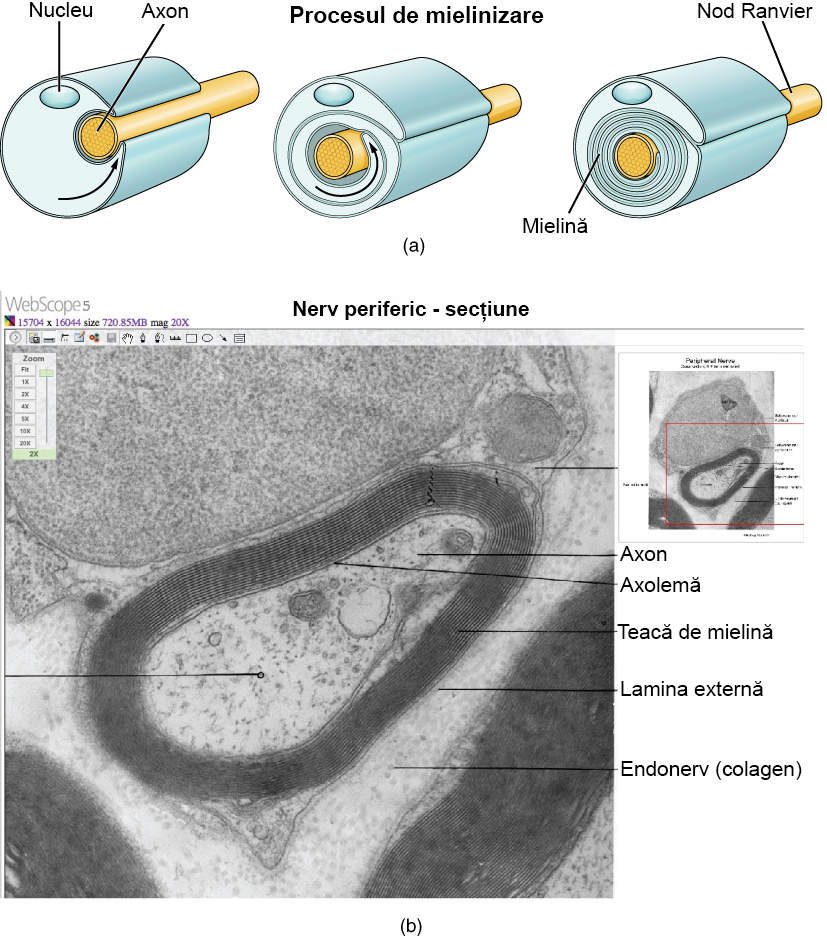 Procesul de mielinizare
Nucleu
Axon
Nod Ranvier
Mielină
(a)
WebScope 5
Nerv periferic - secțiune
15704 x 16044 size 720.85MB mag 20X
Zoom
Fit
1X
2X
4X
5X
10X
20X
2X
Peripheral Nerve
Axon
Axolemă
Teacă de mielină
Lamina externă
Endonerv (colagen)
(b)